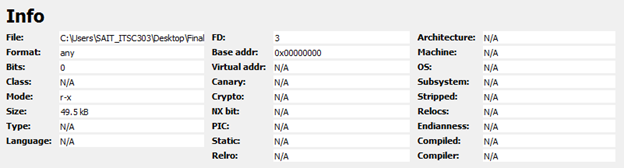 Info
File: C:\Users\SAIT_ITSC303\Desktop\Final FD: 3 Architecture: N/A
Format: any Base addr: 0x00000000 Machine: N/A
Bits: 0 Virtual addr: N/A OS: N/A
Class: N/A Canary: N/A Subsystem: N/A
Mode: r-x Crypto: N/A Stripped: N/A
Size: 49.5 kB NX bit: N/A Relocs: N/A
Type: N/A PIC: N/A Endianness: N/A
Language: N/A Static: N/A Compiled: N/A
Relro: N/A Compiler: N/A